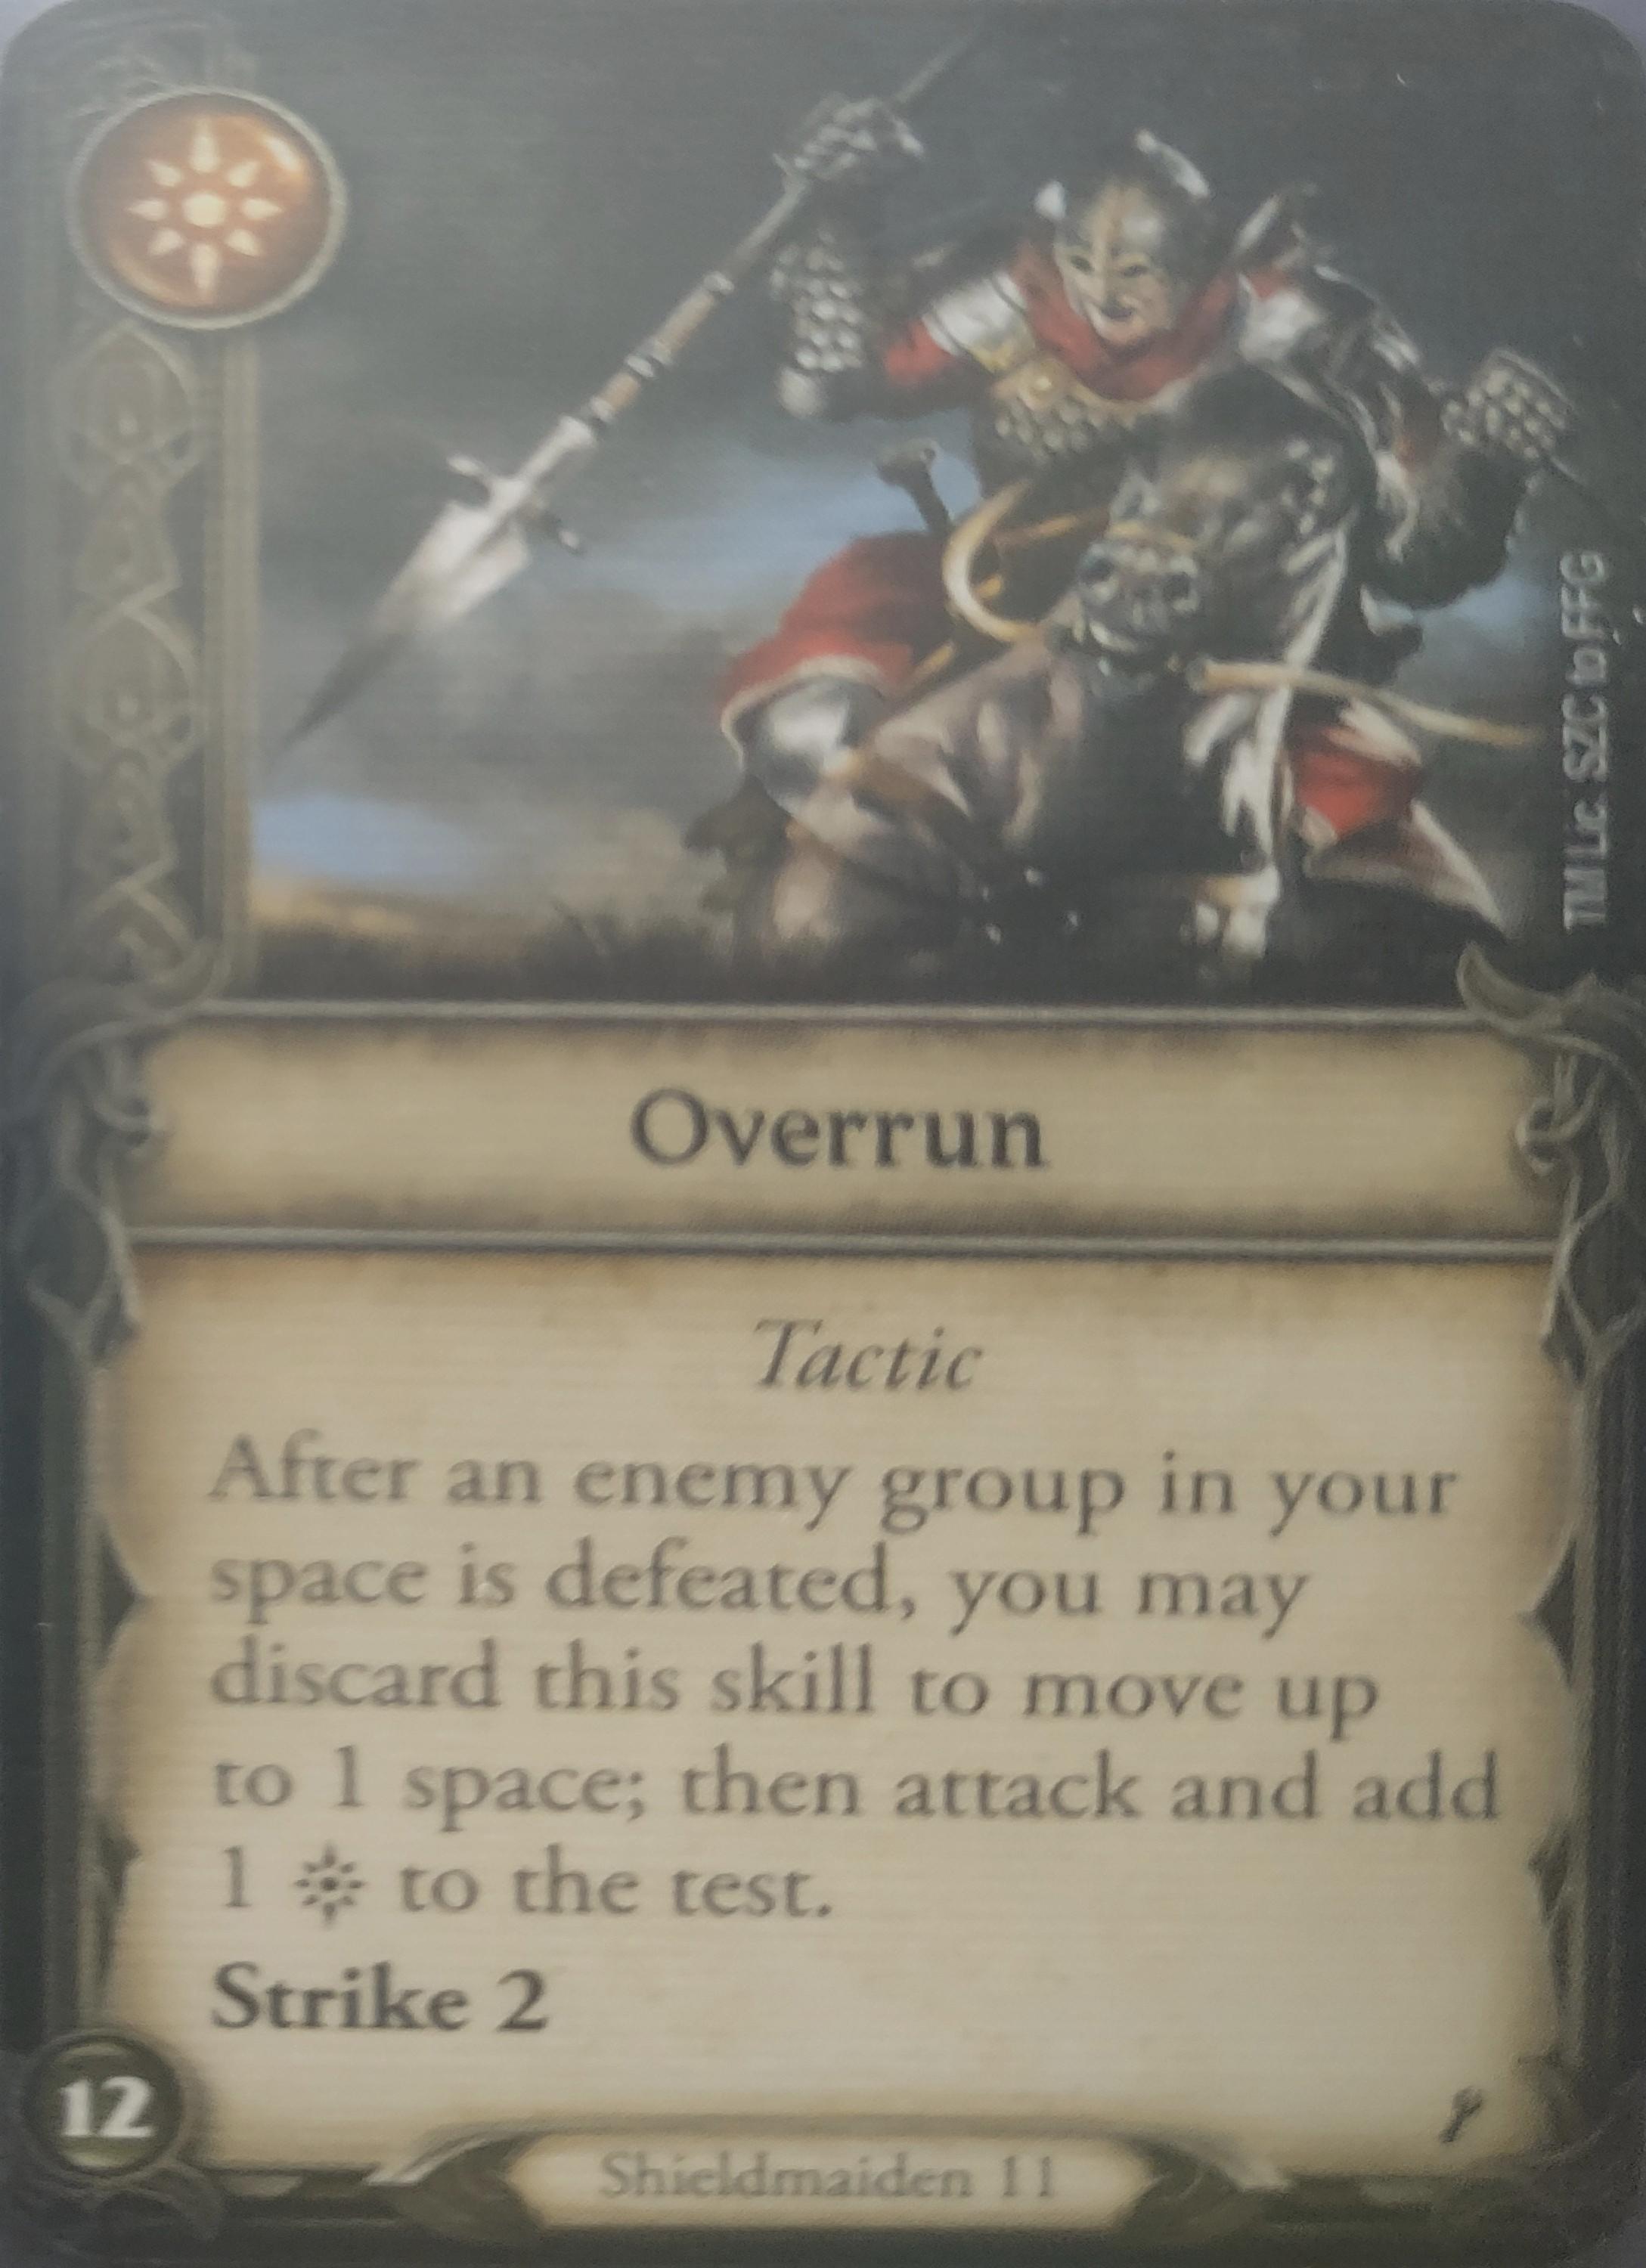 TM Lic. SZC to FFG
Overrun
Tactic
After an enemy group in your
space is defeated, you may
discard this skill to move up
to 1 space; then attack and add
1 to the test.
Strike 2
12
Shieldmaiden 11